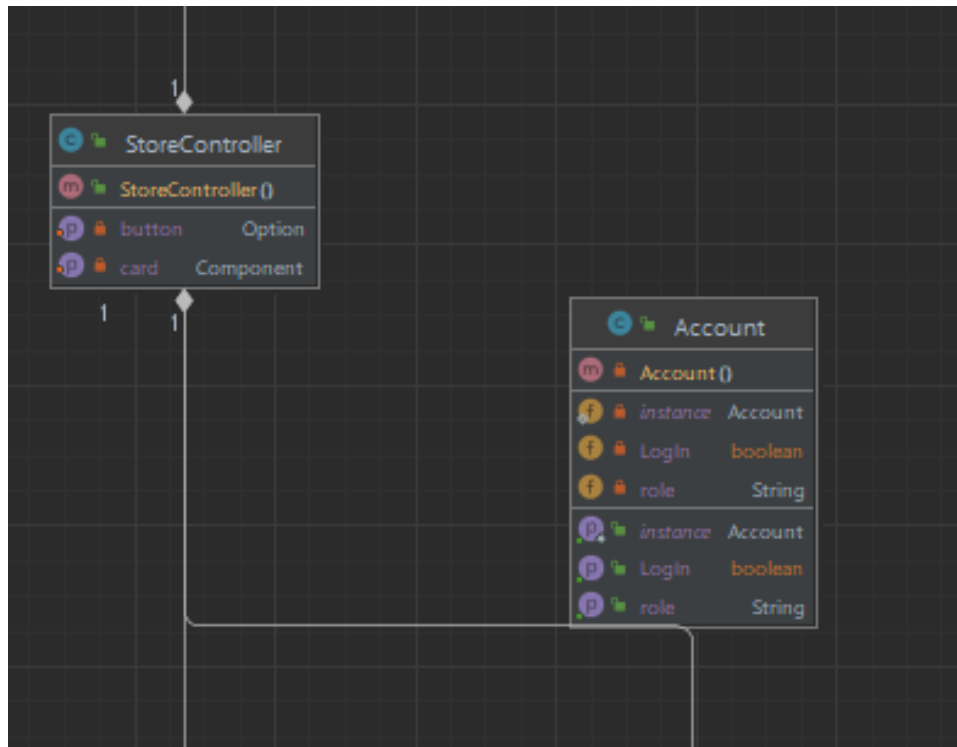 1
StoreController
StoreController()
button Option
card Component
1
1
Account
Account()
instance Account
LogIn boolean
role String
instance Account
LogIn boolean
role String